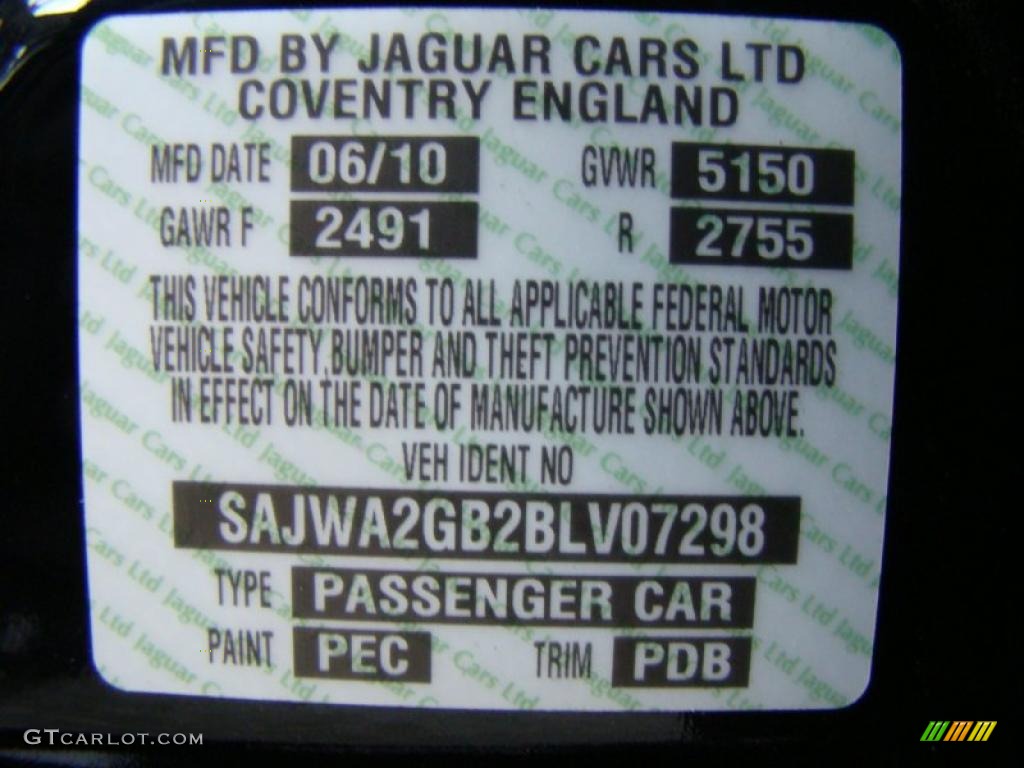 MFD BY JAGUAR CARS LTD
COVENTRY ENGLAND
MFD DATE 06/10 GVWR 5150
GAWR F 2491 R 2755
THIS VEHICLE CONFORMS TO ALL APPLICABLE FEDERAL MOTOR
VEHICLE SAFETY, BUMPER AND THEFT PREVENTION STANDARDS
IN EFFECT ON THE DATE OF MANUFACTURE SHOWN ABOVE.
VEH IDENT NO
SAJWA2GB2BLV07298
TYPE PASSENGER CAR
PAINT PEC TRIM PDB
GTCARLOT.COM